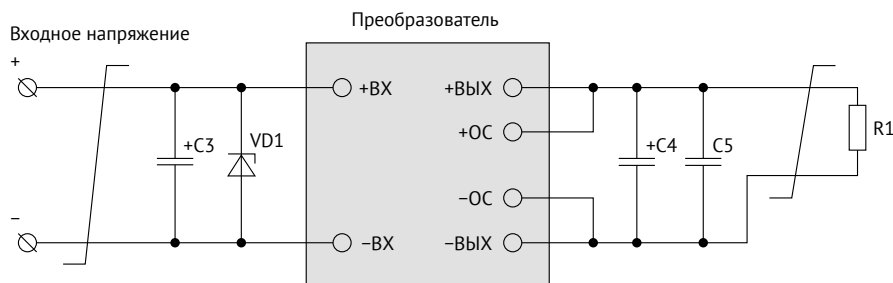 Преобразователь
Входное напряжение
+
+ВХ
+ВЫХ
+ОС
R1
+C3
VD1
+C4
C5
−ОС
−
−ВХ
−ВЫХ